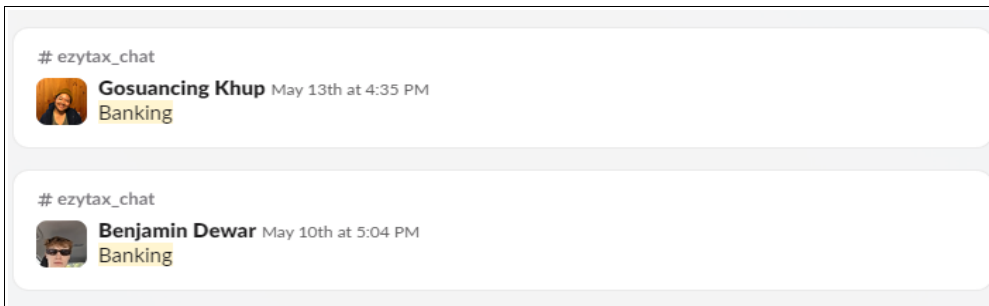 # ezytax_chat
Gosuancing Khup May 13th at 4:35 PM
Banking
# ezytax_chat
Benjamin Dewar May 10th at 5:04 PM
Banking